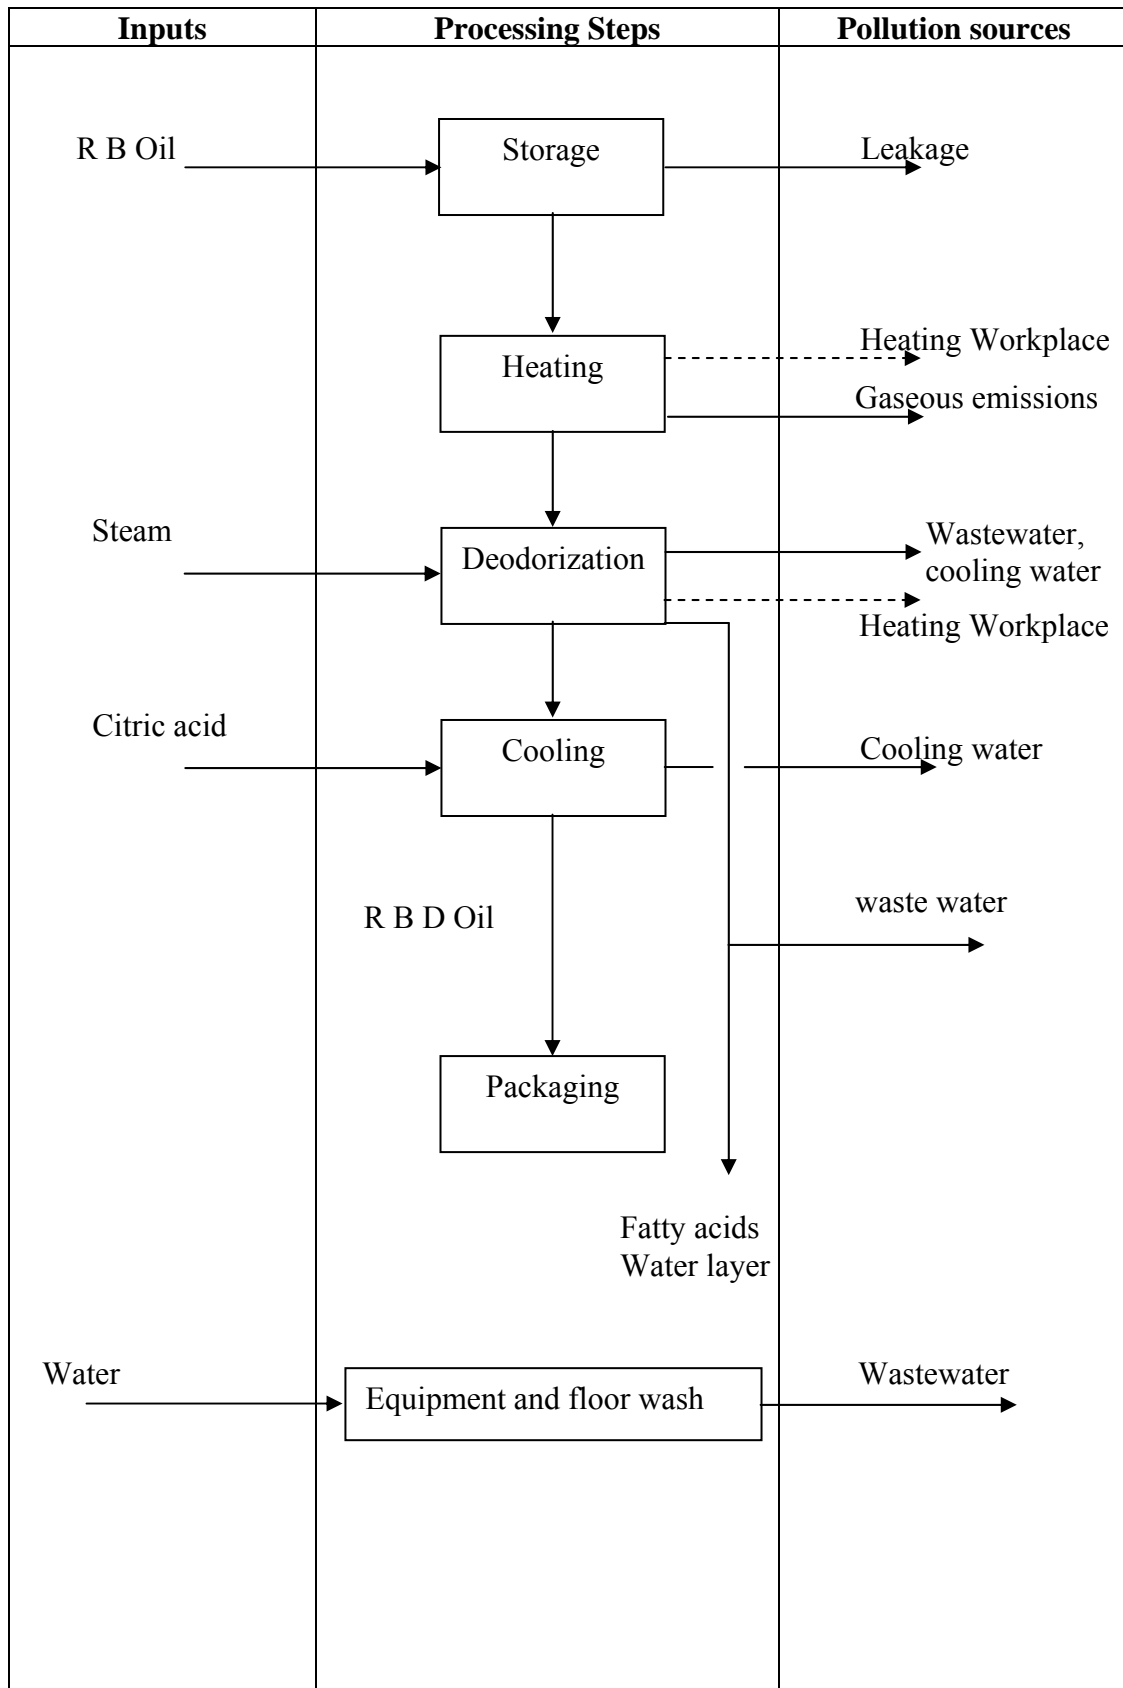 Inputs
Processing Steps
Pollution sources
R B Oil
Storage
Leakage
Heating
Heating Workplace
Gaseous emissions
Steam
Deodorization
Wastewater,
cooling water
Heating Workplace
Citric acid
Cooling
Cooling water
R B D Oil
waste water
Packaging
Fatty acids
Water layer
Water
Equipment and floor wash
Wastewater